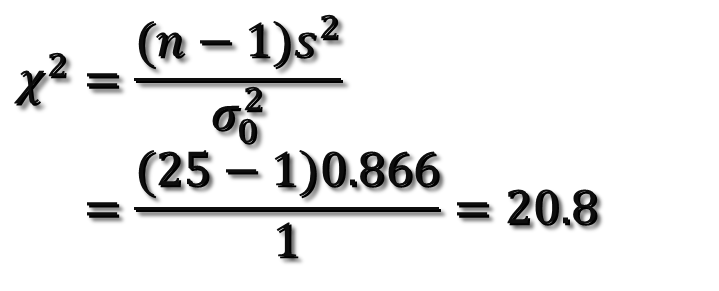 χ² = (n − 1)s² / σ₀²
= (25 − 1)0.866 / 1 = 20.8